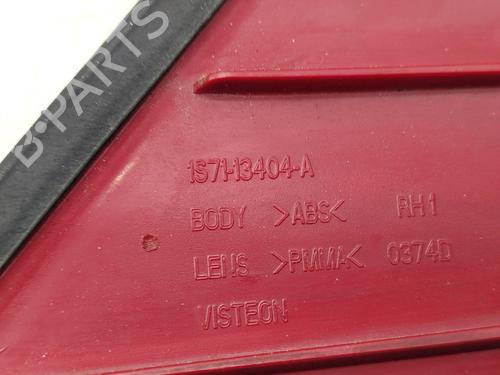 B-PARTS
1S71-13404-A
BODY >ABS< RH1
LENS >PMMA< 0374D
VISTEON